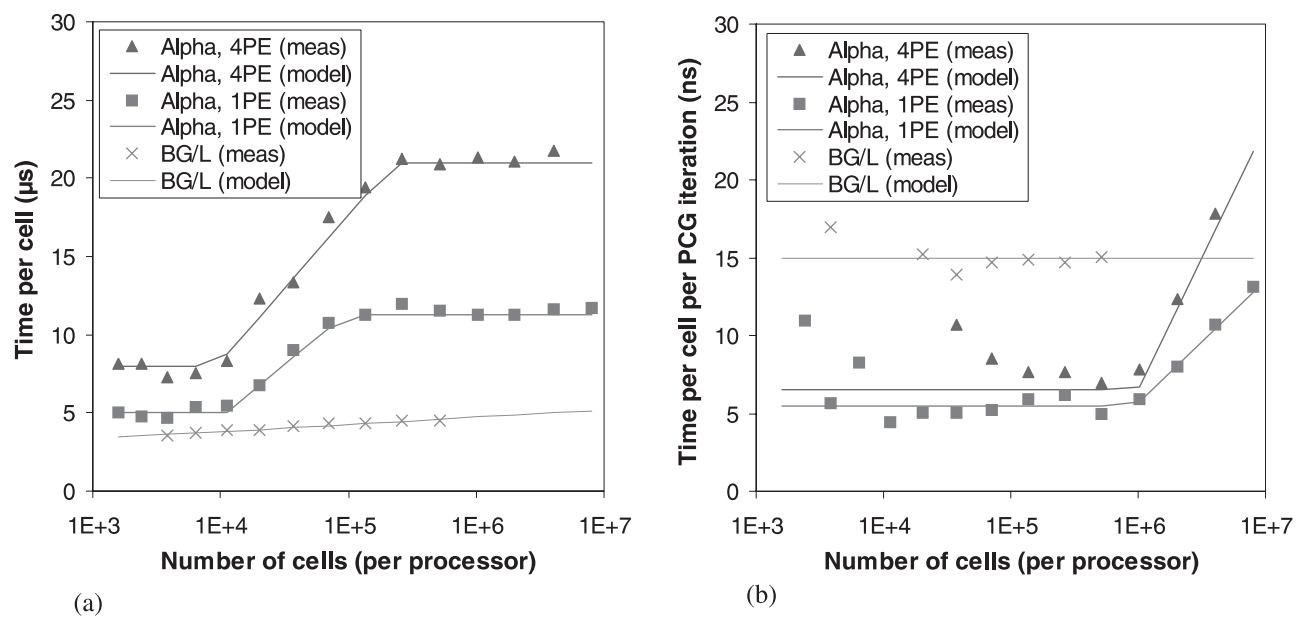 30
25
20
15
10
5
0
Time per cell (µs)
Alpha, 4PE (meas)
Alpha, 4PE (model)
Alpha, 1PE (meas)
Alpha, 1PE (model)
BG/L (meas)
BG/L (model)
1E+3 1E+4 1E+5 1E+6 1E+7
Number of cells (per processor)
(a)
30
25
20
15
10
5
0
Time per cell per PCG iteration (ns)
Alpha, 4PE (meas)
Alpha, 4PE (model)
Alpha, 1PE (meas)
Alpha, 1PE (model)
BG/L (meas)
BG/L (model)
1E+3 1E+4 1E+5 1E+6 1E+7
Number of cells (per processor)
(b)